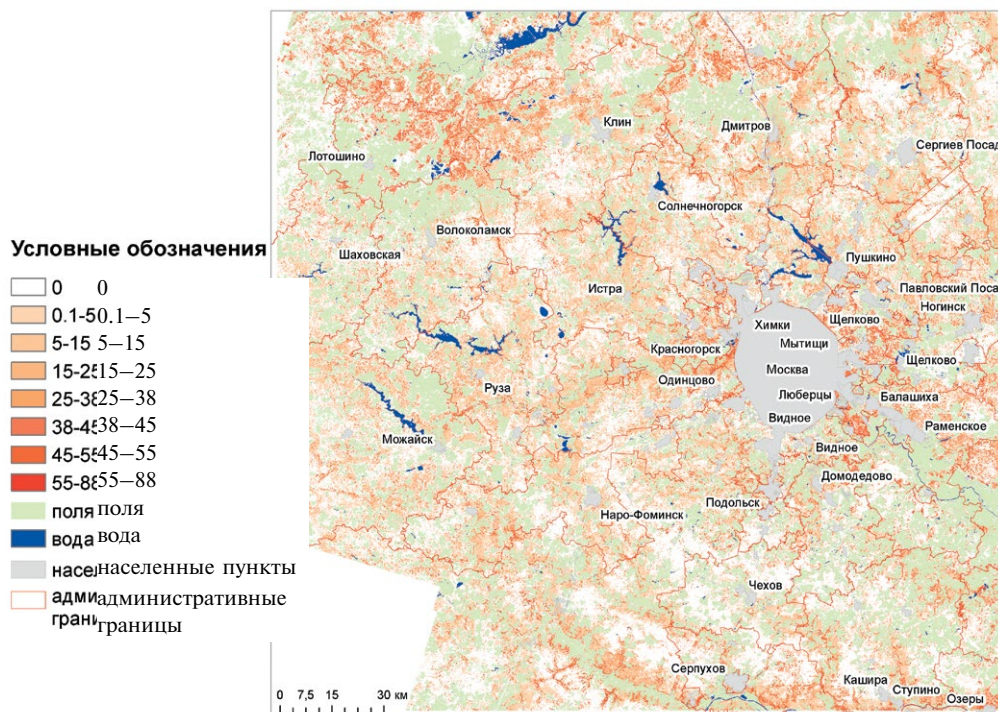 Клин
Дмитров
Сергиев Посад
Лотошино
Солнечногорск
Волоколамск
Условные обозначения
Шаховская
Пушкино
0 0
Истра
Павловский Поса
0.1-5 0.1–5
Ногинск
Щелково
Химки
5-15 5–15
Мытищи
Красногорск
Щелково
15-25 15–25
Москва
Одинцово
Руза
25-38 25–38
Люберцы
Балашиха
38-45 38–45
Видное
Раменское
Можайск
45-55 45–55
Видное
55-88 55–88
Домодедово
Подольск
поля поля
Наро-Фоминск
вода вода
насел населенные пункты
Чехов
адми административные
грани границы
Серпухов
Кашира
Ступино
Озеры
0 7,5 15 30 км